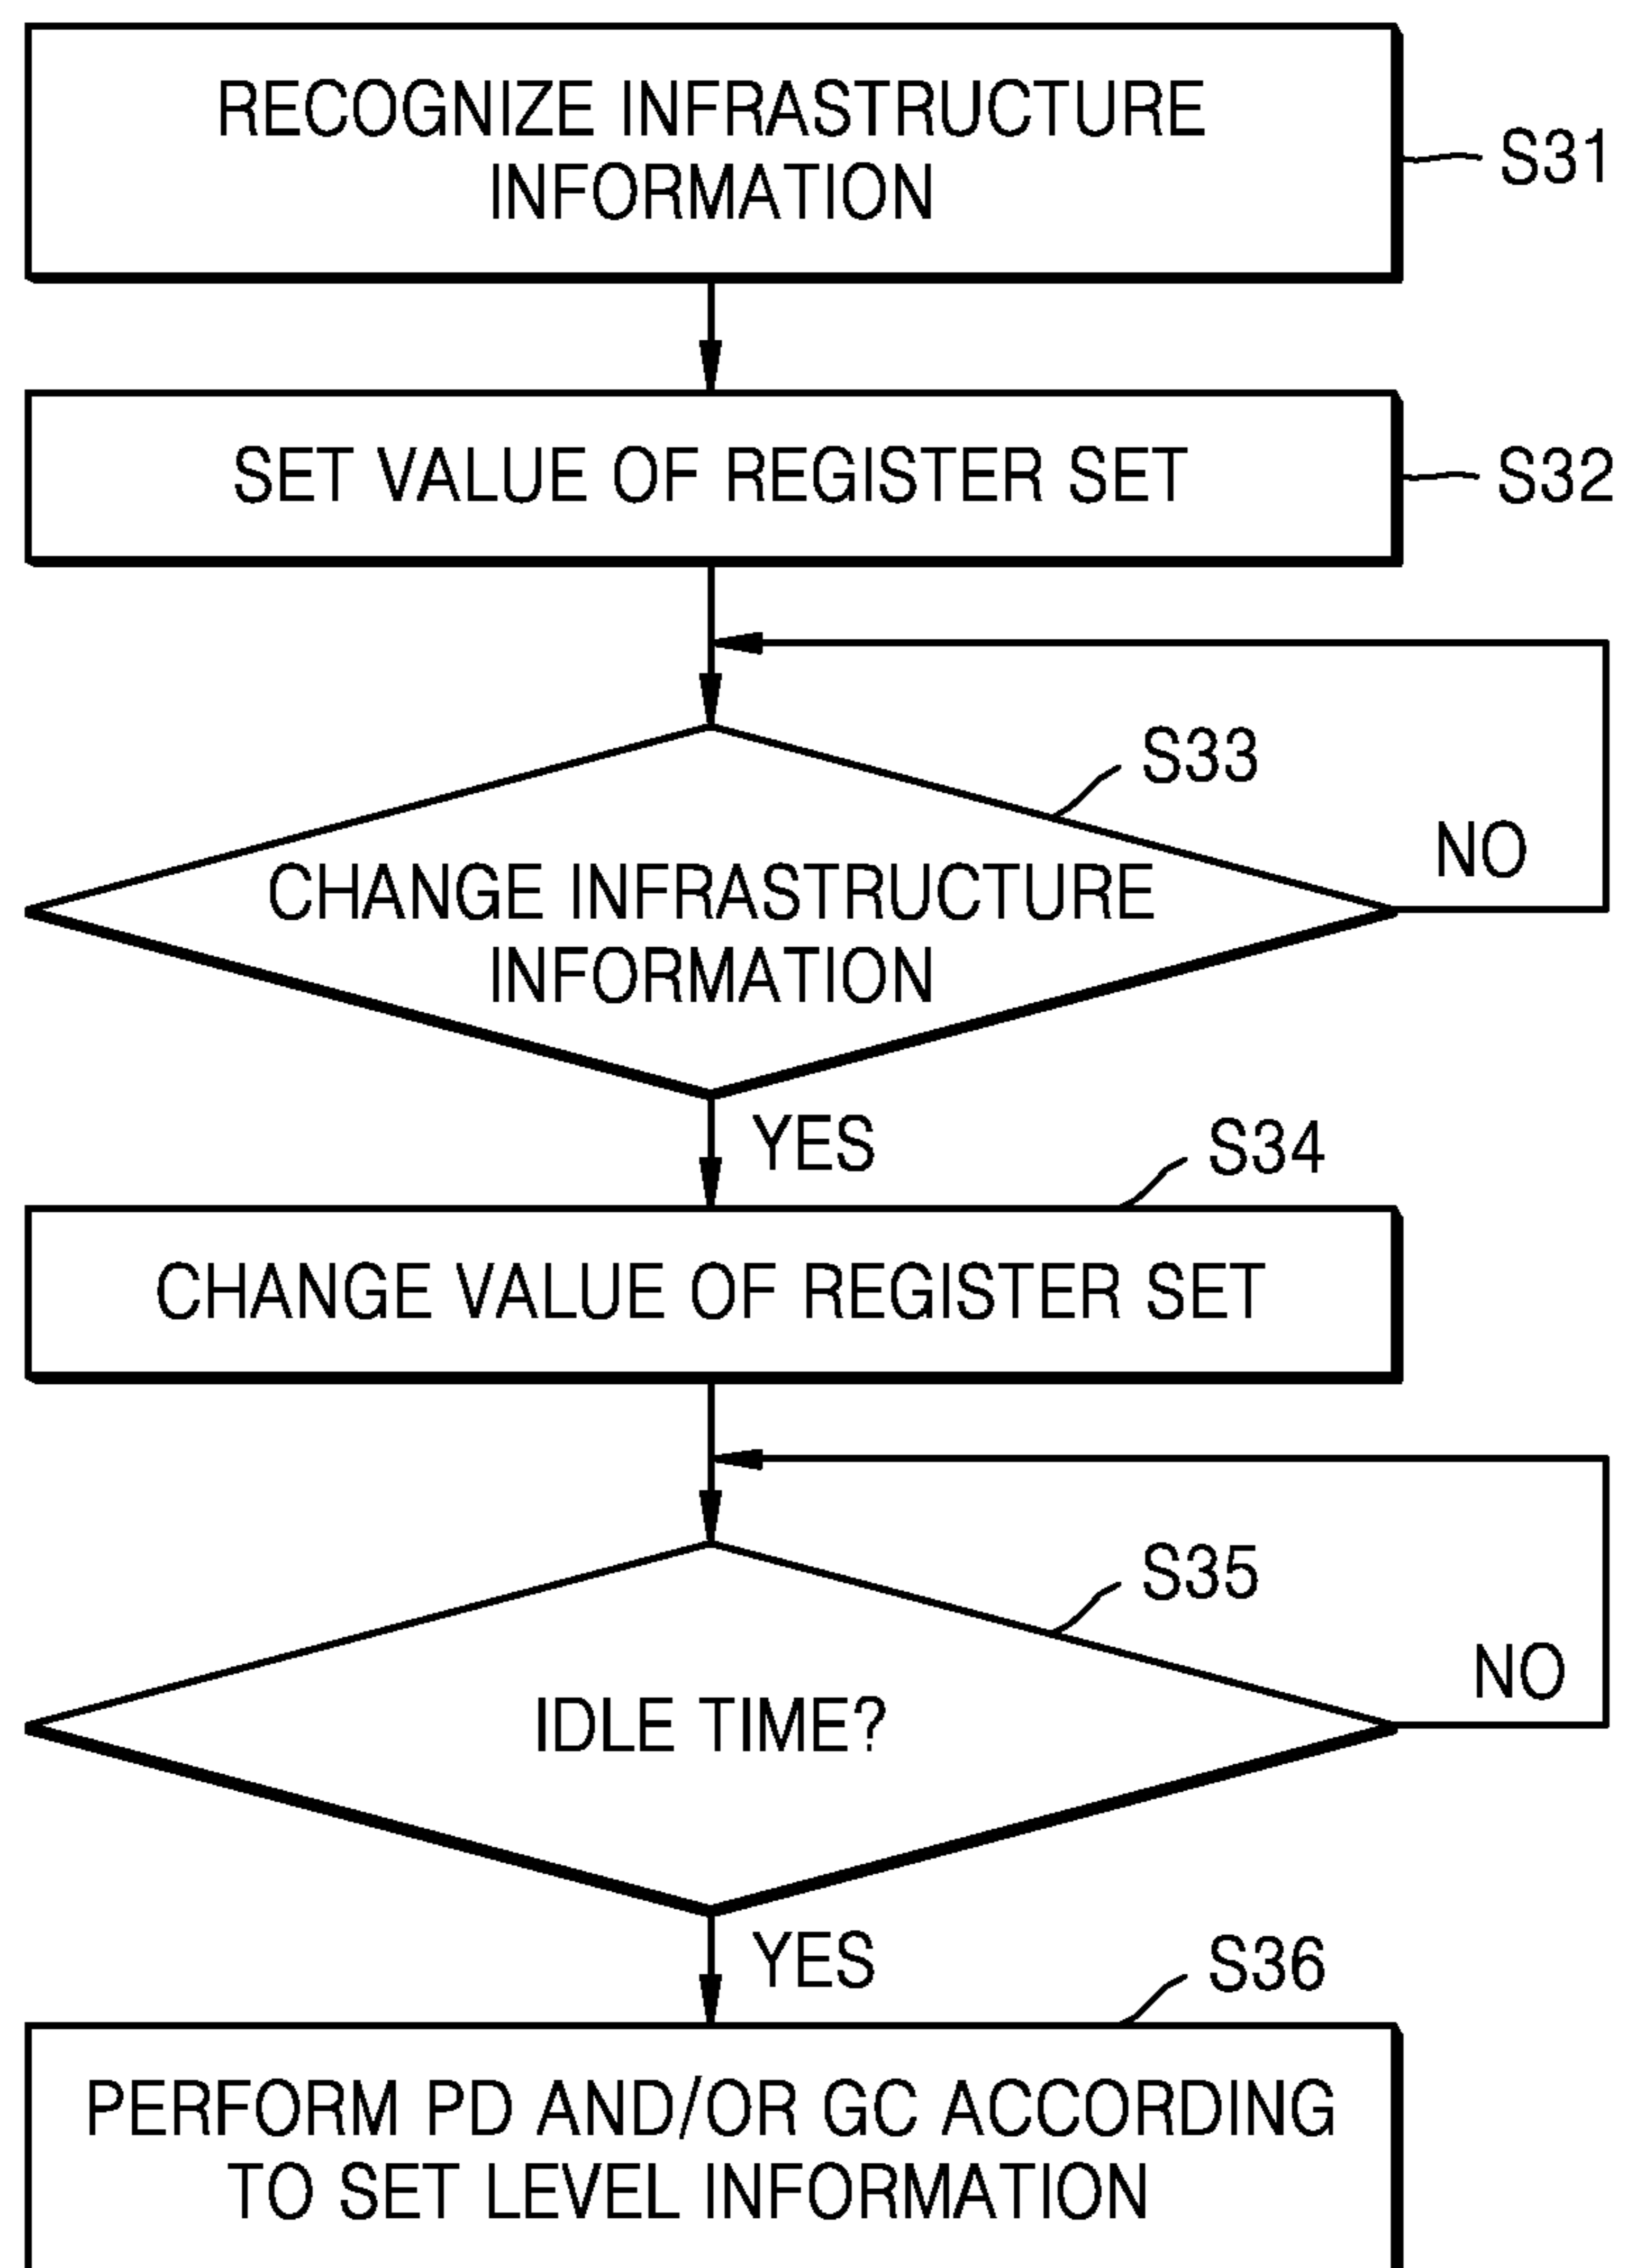 RECOGNIZE INFRASTRUCTURE
INFORMATION
S31
SET VALUE OF REGISTER SET
S32
S33
NO
CHANGE INFRASTRUCTURE
INFORMATION
YES
S34
CHANGE VALUE OF REGISTER SET
S35
NO
IDLE TIME?
YES
S36
PERFORM PD AND/OR GC ACCORDING
TO SET LEVEL INFORMATION